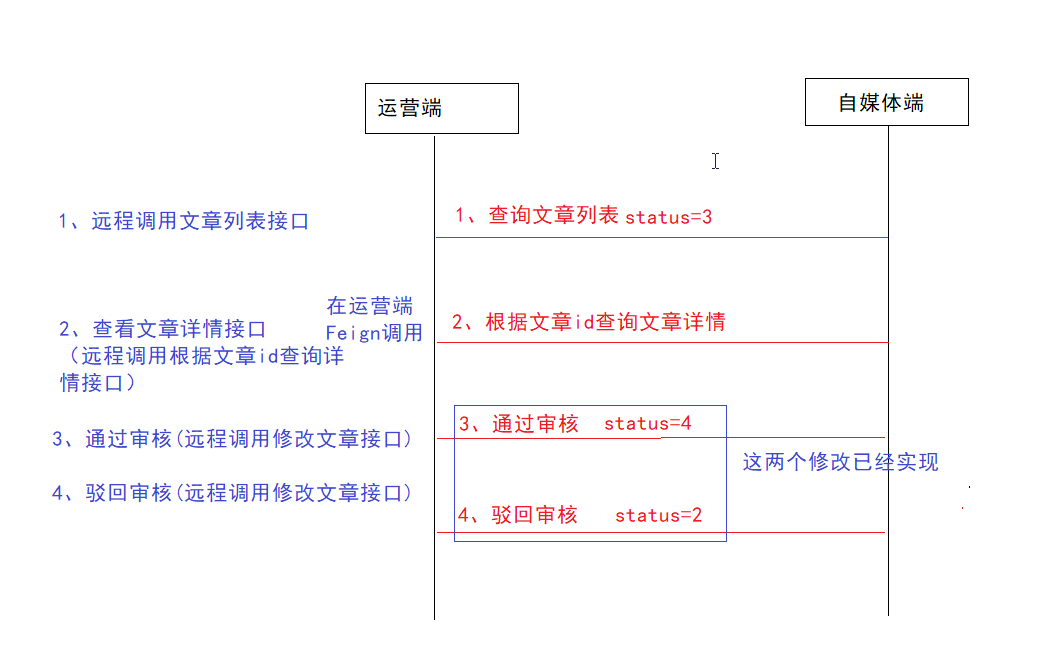 运营端
自媒体端
1、远程调用文章列表接口
1、查询文章列表 status=3
在运营端
Feign调用
2、查看文章详情接口
（远程调用根据文章id查询详
情接口）
2、根据文章id查询文章详情
3、通过审核(远程调用修改文章接口)
3、通过审核 status=4
这两个修改已经实现
4、驳回审核(远程调用修改文章接口)
4、驳回审核 status=2